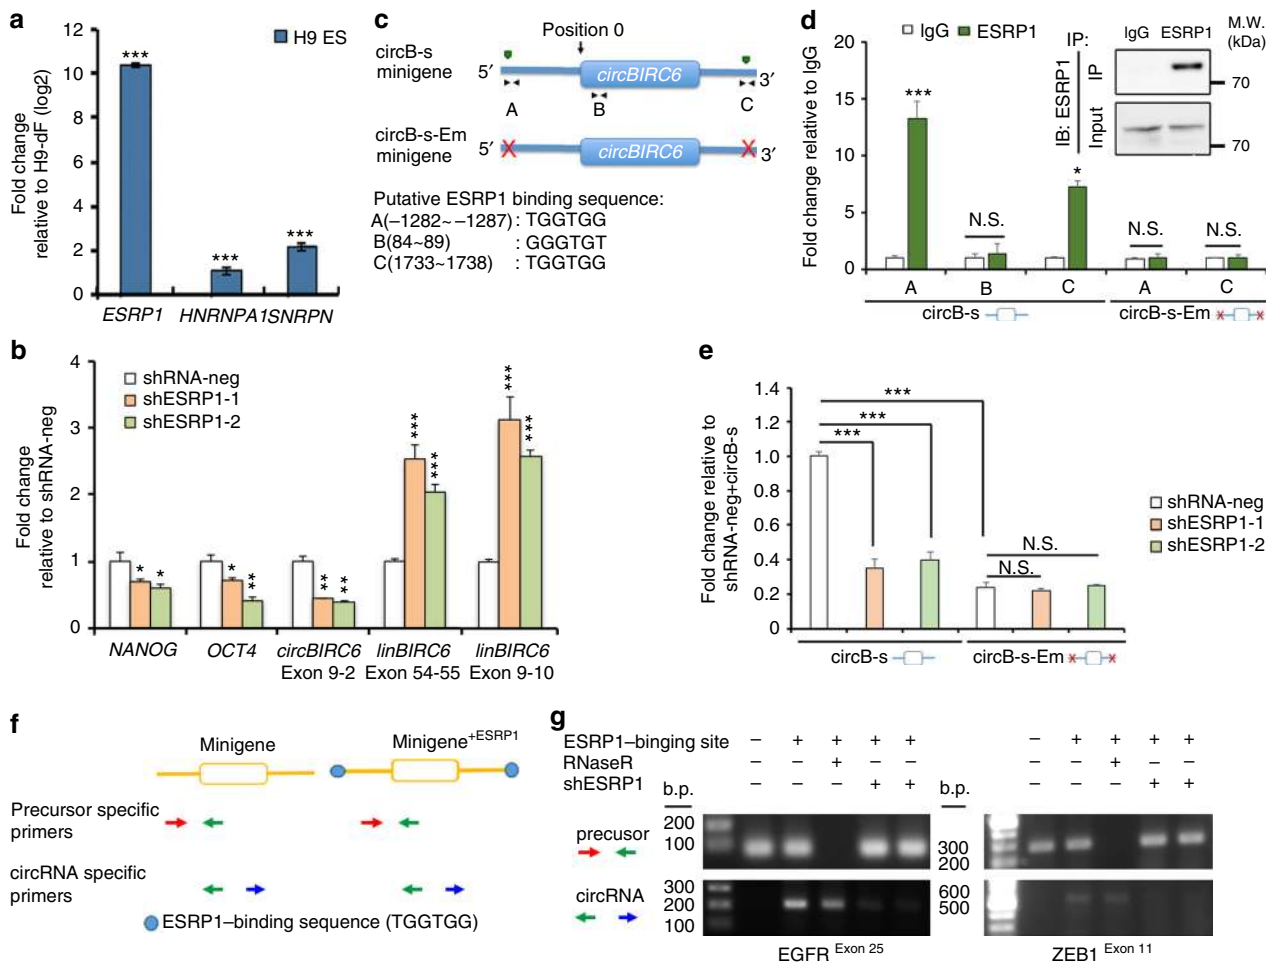 a
12
10
8
6
4
2
0
Fold change
relative to H9-dF (log2)
H9 ES
***
***
***
ESRP1 HNRNPA1 SNRPN
b
4
3
2
1
0
Fold change
relative to shRNA-neg
shRNA-neg
shESRP1-1
shESRP1-2
* *
* **
** **
*** ***
*** ***
NANOG OCT4 circBIRC6 linBIRC6 linBIRC6
Exon 9-2 Exon 54-55 Exon 9-10
c
Position 0
circB-s
minigene
5′ circBIRC6 3′
A B C
circB-s-Em
minigene
5′ circBIRC6 3′
Putative ESRP1 binding sequence:
A(−1282~−1287) : TGGTGG
B(84~89) : GGGTGT
C(1733~1738) : TGGTGG
d
20
15
10
5
0
Fold change relative to IgG
IgG ESRP1
***
N.S.
*
N.S. N.S.
A B C A C
circB-s circB-s-Em
IP: IgG ESRP1 M.W.
(kDa)
IB: ESRP1
IP
70
Input
70
e
1.4
1.2
1.0
0.8
0.6
0.4
0.2
0
Fold change relative to
shRNA-neg+circB-s
***
***
***
N.S.
N.S.
shRNA-neg
shESRP1-1
shESRP1-2
circB-s circB-s-Em
f
Minigene Minigene+ESRP1
Precursor specific
primers
circRNA specific
primers
ESRP1–binding sequence (TGGTGG)
g
ESRP1–binging site − + + + + − + + + +
RNaseR + +
shESRP1 − − − + + − − − + +
b.p. b.p.
precusor
200
100
300
200
circRNA
300
200
100
600
500
EGFR Exon 25 ZEB1 Exon 11